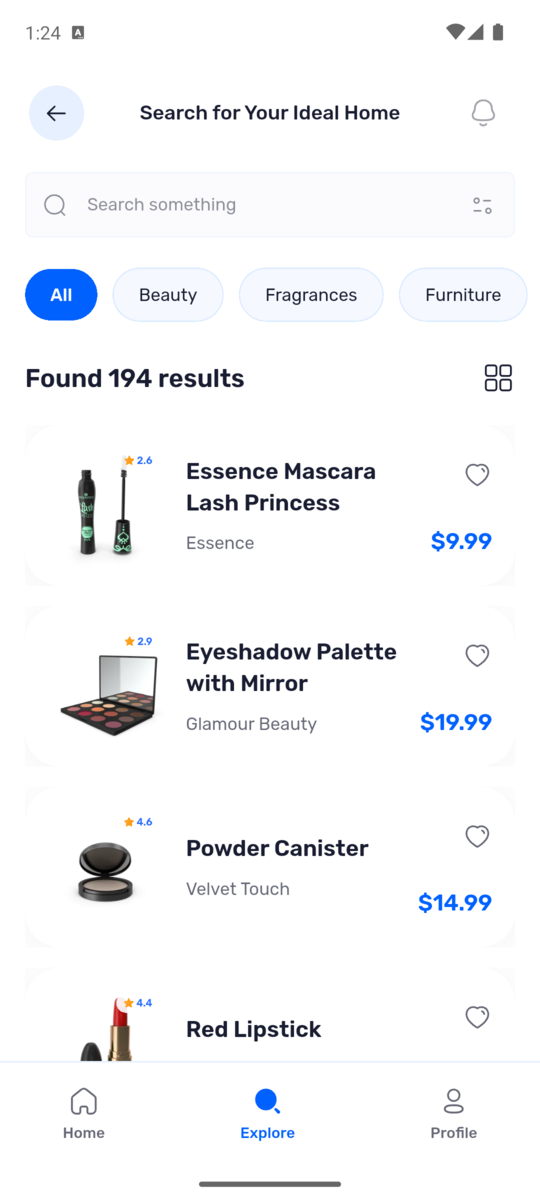 1:24
A
Search for Your Ideal Home
Search something
All
Beauty
Fragrances
Furniture
Found 194 results
2.6
Essence Mascara
Lash Princess
Essence
$9.99
2.9
Eyeshadow Palette
with Mirror
Glamour Beauty
$19.99
4.6
Powder Canister
Velvet Touch
$14.99
4.4
Red Lipstick
Home
Explore
Profile